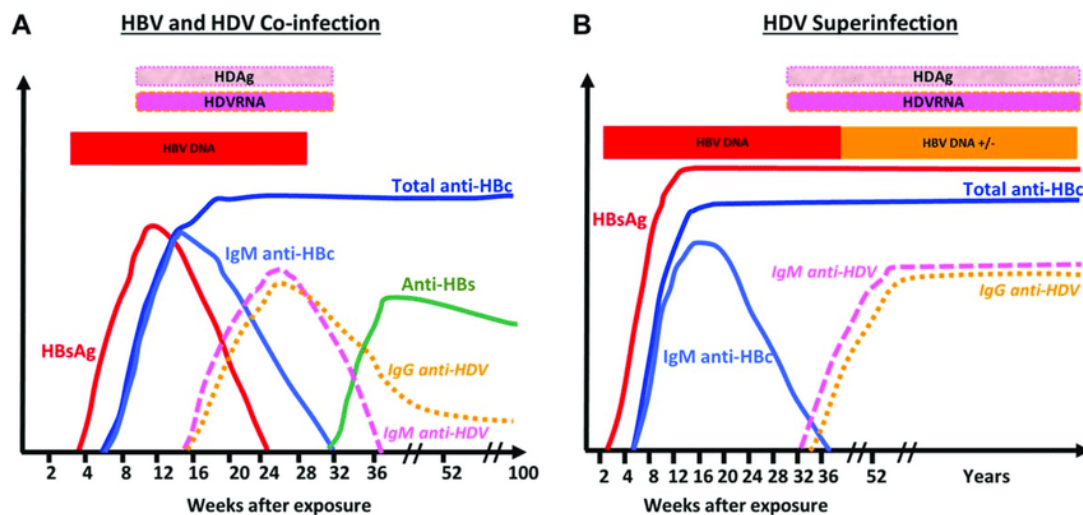 A
HBV and HDV Co-infection
HDAg
HDVRNA
HBV DNA
Total anti-HBc
IgM anti-HBc
Anti-HBs
HBsAg
IgG anti-HDV
IgM anti-HDV
2 4 8 12 16 20 24 28 32 36 52 100
Weeks after exposure
B
HDV Superinfection
HDAg
HDVRNA
HBV DNA
HBV DNA +/-
Total anti-HBc
HBsAg
IgM anti-HDV
IgG anti-HDV
IgM anti-HBc
2 4 8 12 16 20 24 28 32 36 52 Years
Weeks after exposure